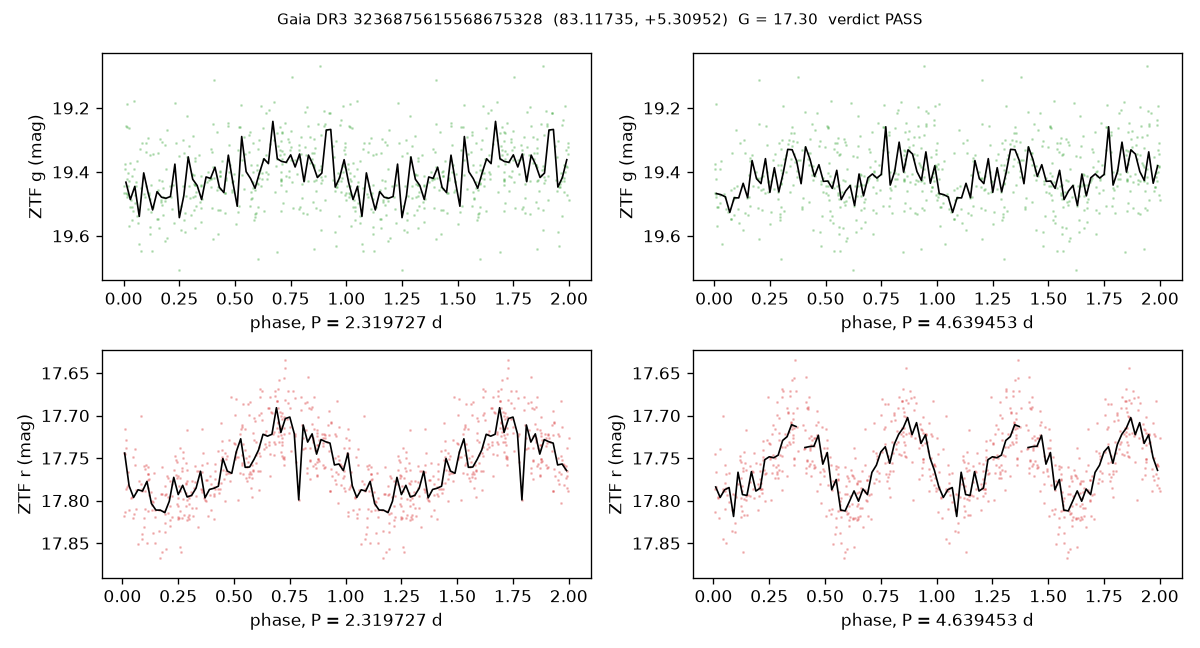 Gaia DR3 3236875615568675328  (83.11735, +5.30952)  G = 17.30  verdict PASS
ZTF g (mag)
19.2
19.4
19.6
0.00 0.25 0.50 0.75 1.00 1.25 1.50 1.75 2.00
phase, P = 2.319727 d
ZTF g (mag)
19.2
19.4
19.6
0.00 0.25 0.50 0.75 1.00 1.25 1.50 1.75 2.00
phase, P = 4.639453 d
ZTF r (mag)
17.65
17.70
17.75
17.80
17.85
0.00 0.25 0.50 0.75 1.00 1.25 1.50 1.75 2.00
phase, P = 2.319727 d
ZTF r (mag)
17.65
17.70
17.75
17.80
17.85
0.00 0.25 0.50 0.75 1.00 1.25 1.50 1.75 2.00
phase, P = 4.639453 d